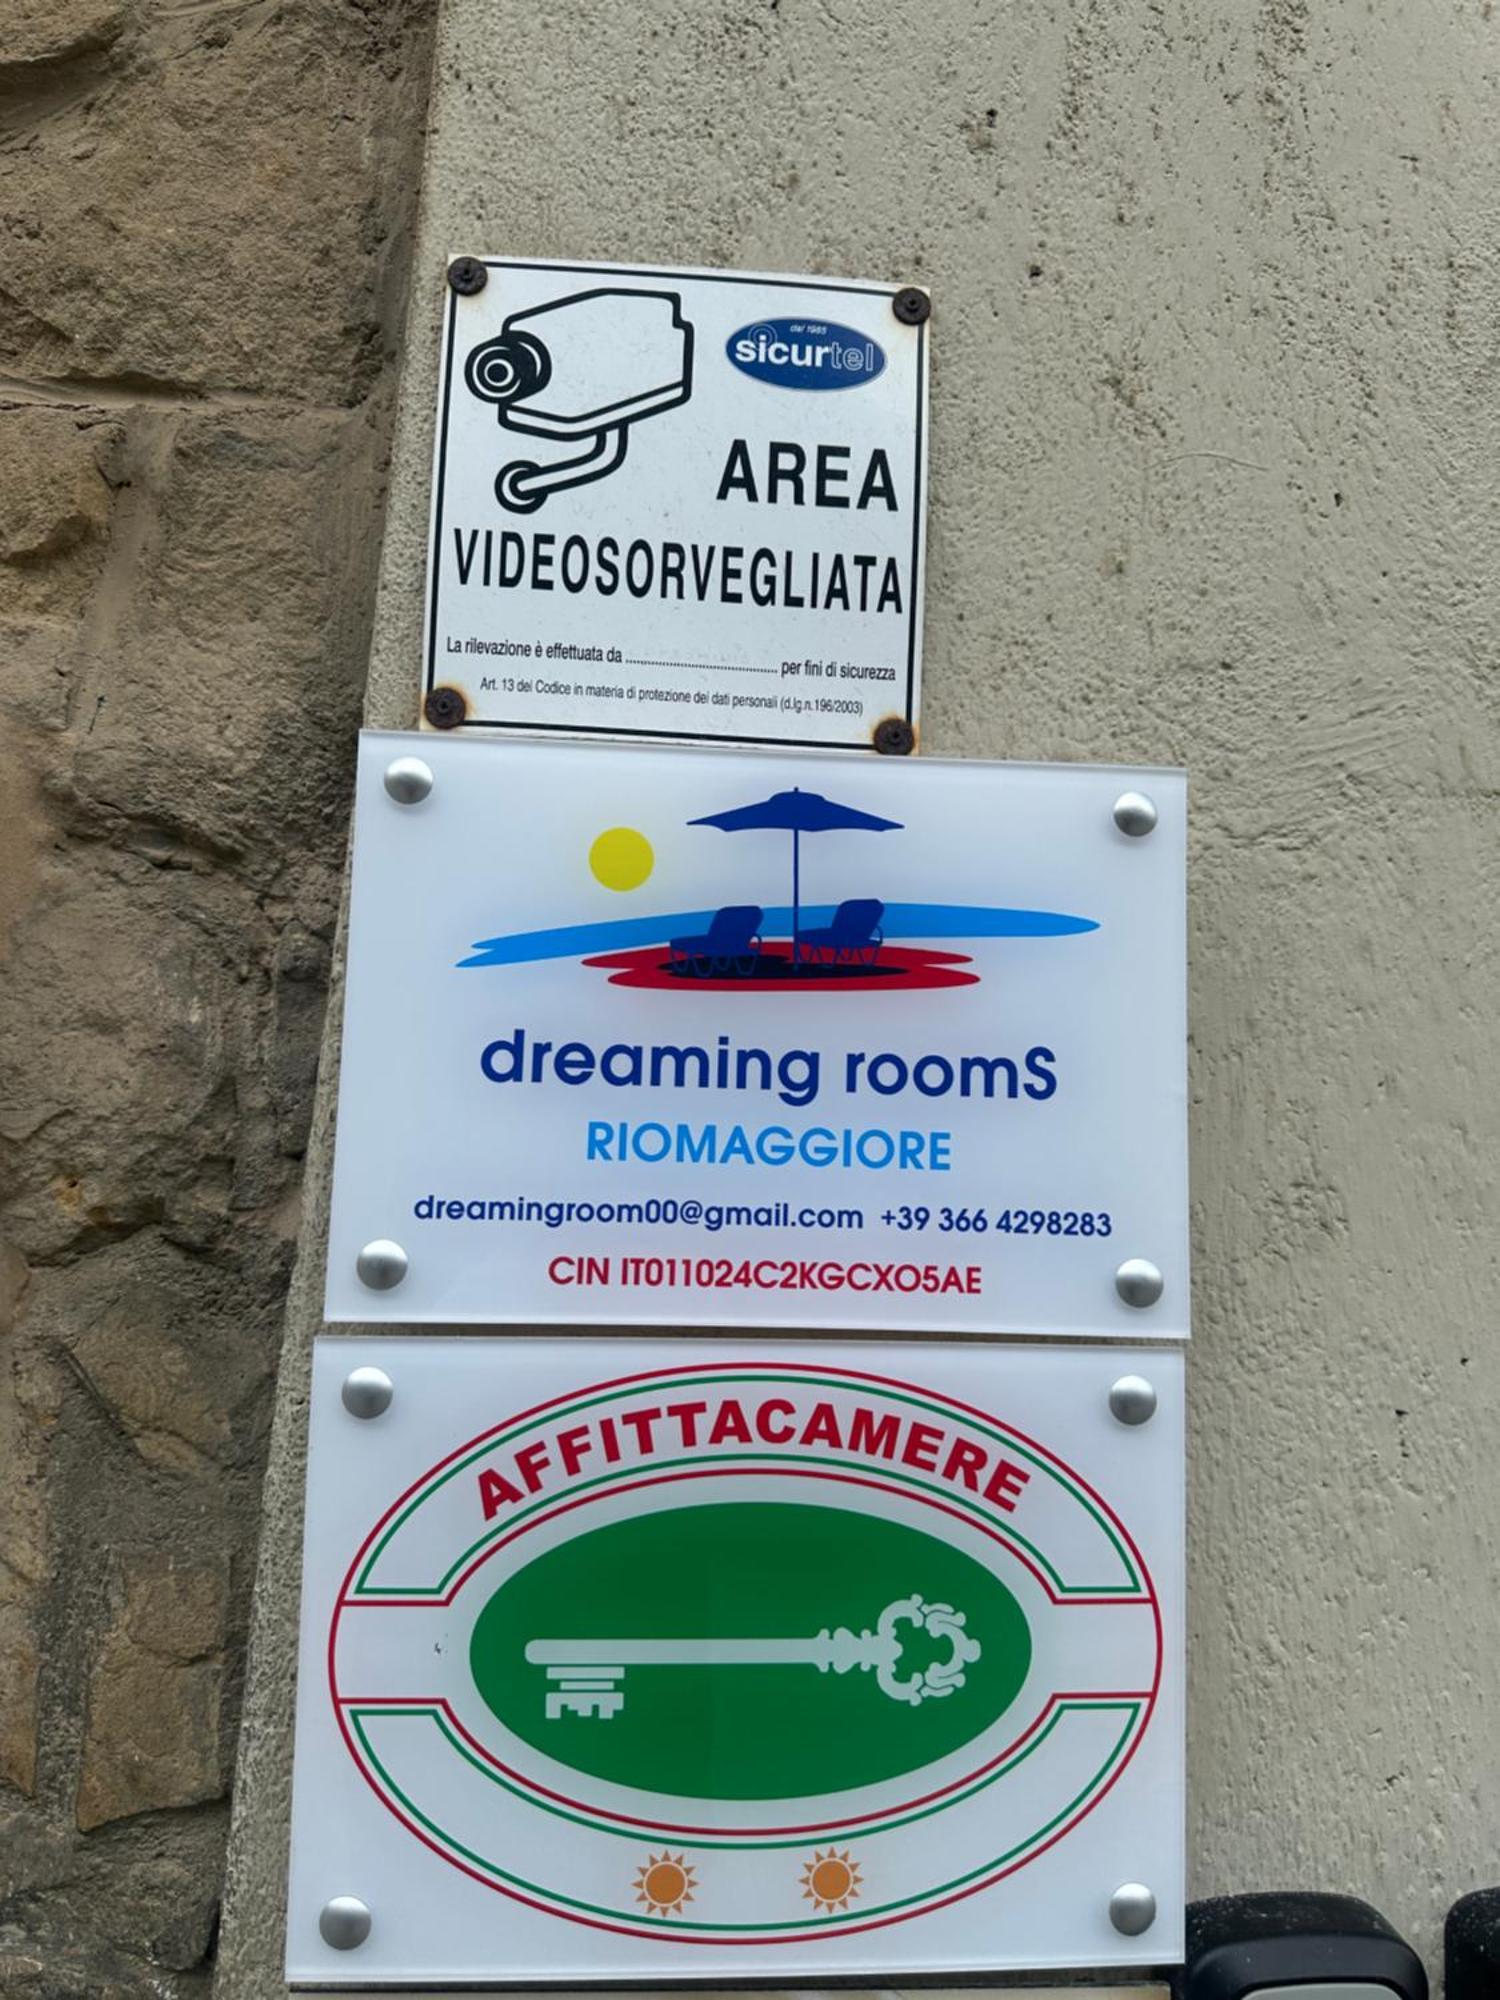 dal 1985
sicurtel
AREA
VIDEOSORVEGLIATA
La rilevazione è effettuata da ........................................ per fini di sicurezza
Art. 13 del Codice in materia di protezione dei dati personali (d.lg.n.196/2003)
dreaming roomS
RIOMAGGIORE
dreamingroom00@gmail.com +39 366 4298283
CIN IT011024C2KGCXO5AE
AFFITTACAMERE